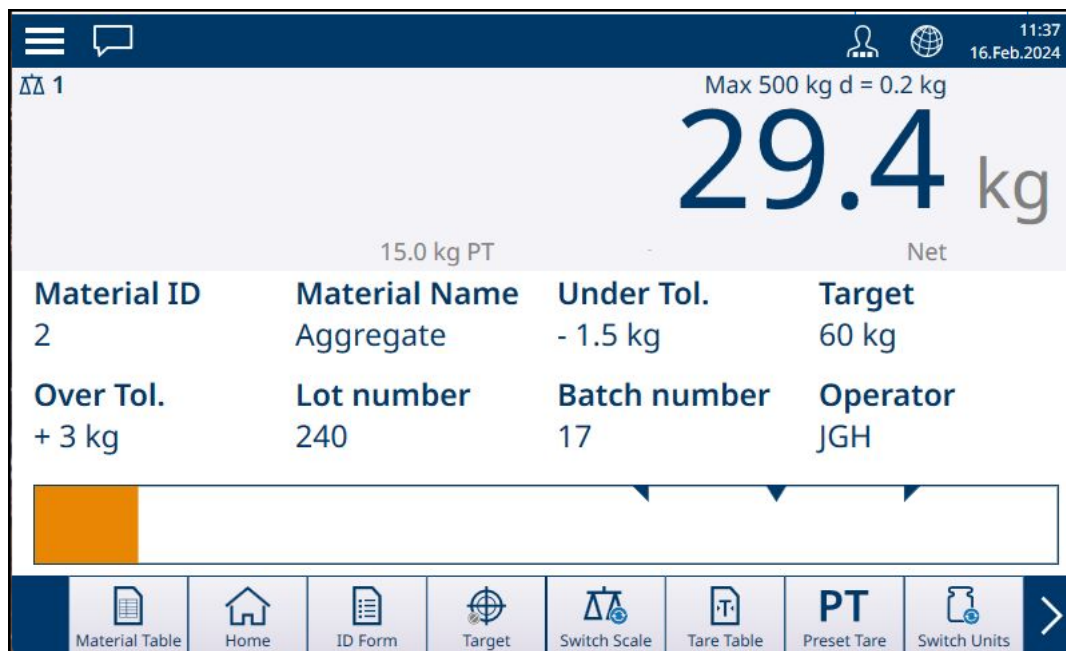 11:37
16.Feb.2024
1
Max 500 kg d = 0.2 kg
29.4 kg
15.0 kg PT Net
Material ID Material Name Under Tol. Target
2 Aggregate - 1.5 kg 60 kg
Over Tol. Lot number Batch number Operator
+ 3 kg 240 17 JGH
PT
Material Table Home ID Form Target Switch Scale Tare Table Preset Tare Switch Units